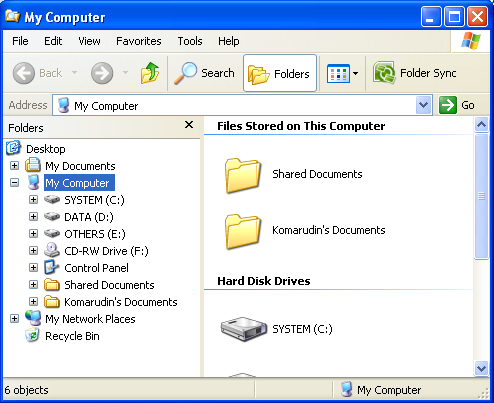 My Computer
File Edit View Favorites Tools Help
Back Search Folders Folder Sync
Address My Computer Go
Folders
Desktop
My Documents
My Computer
SYSTEM (C:)
DATA (D:)
OTHERS (E:)
CD-RW Drive (F:)
Control Panel
Shared Documents
Komarudin's Documents
My Network Places
Recycle Bin
Files Stored on This Computer
Shared Documents
Komarudin's Documents
Hard Disk Drives
SYSTEM (C:)
6 objects My Computer